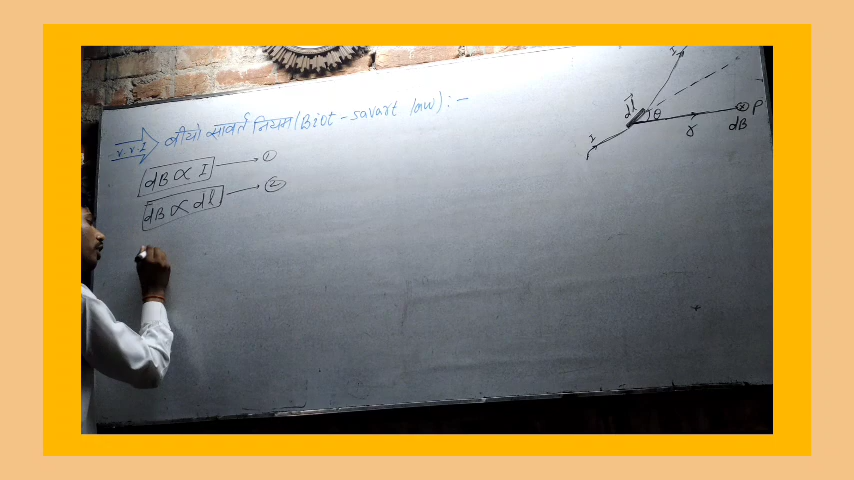 V.V.I बीयो सावर्त नियम (Biot-savart law) :-
dB ∝ I ①
dB ∝ dl ②
I
dl θ P
I r dB